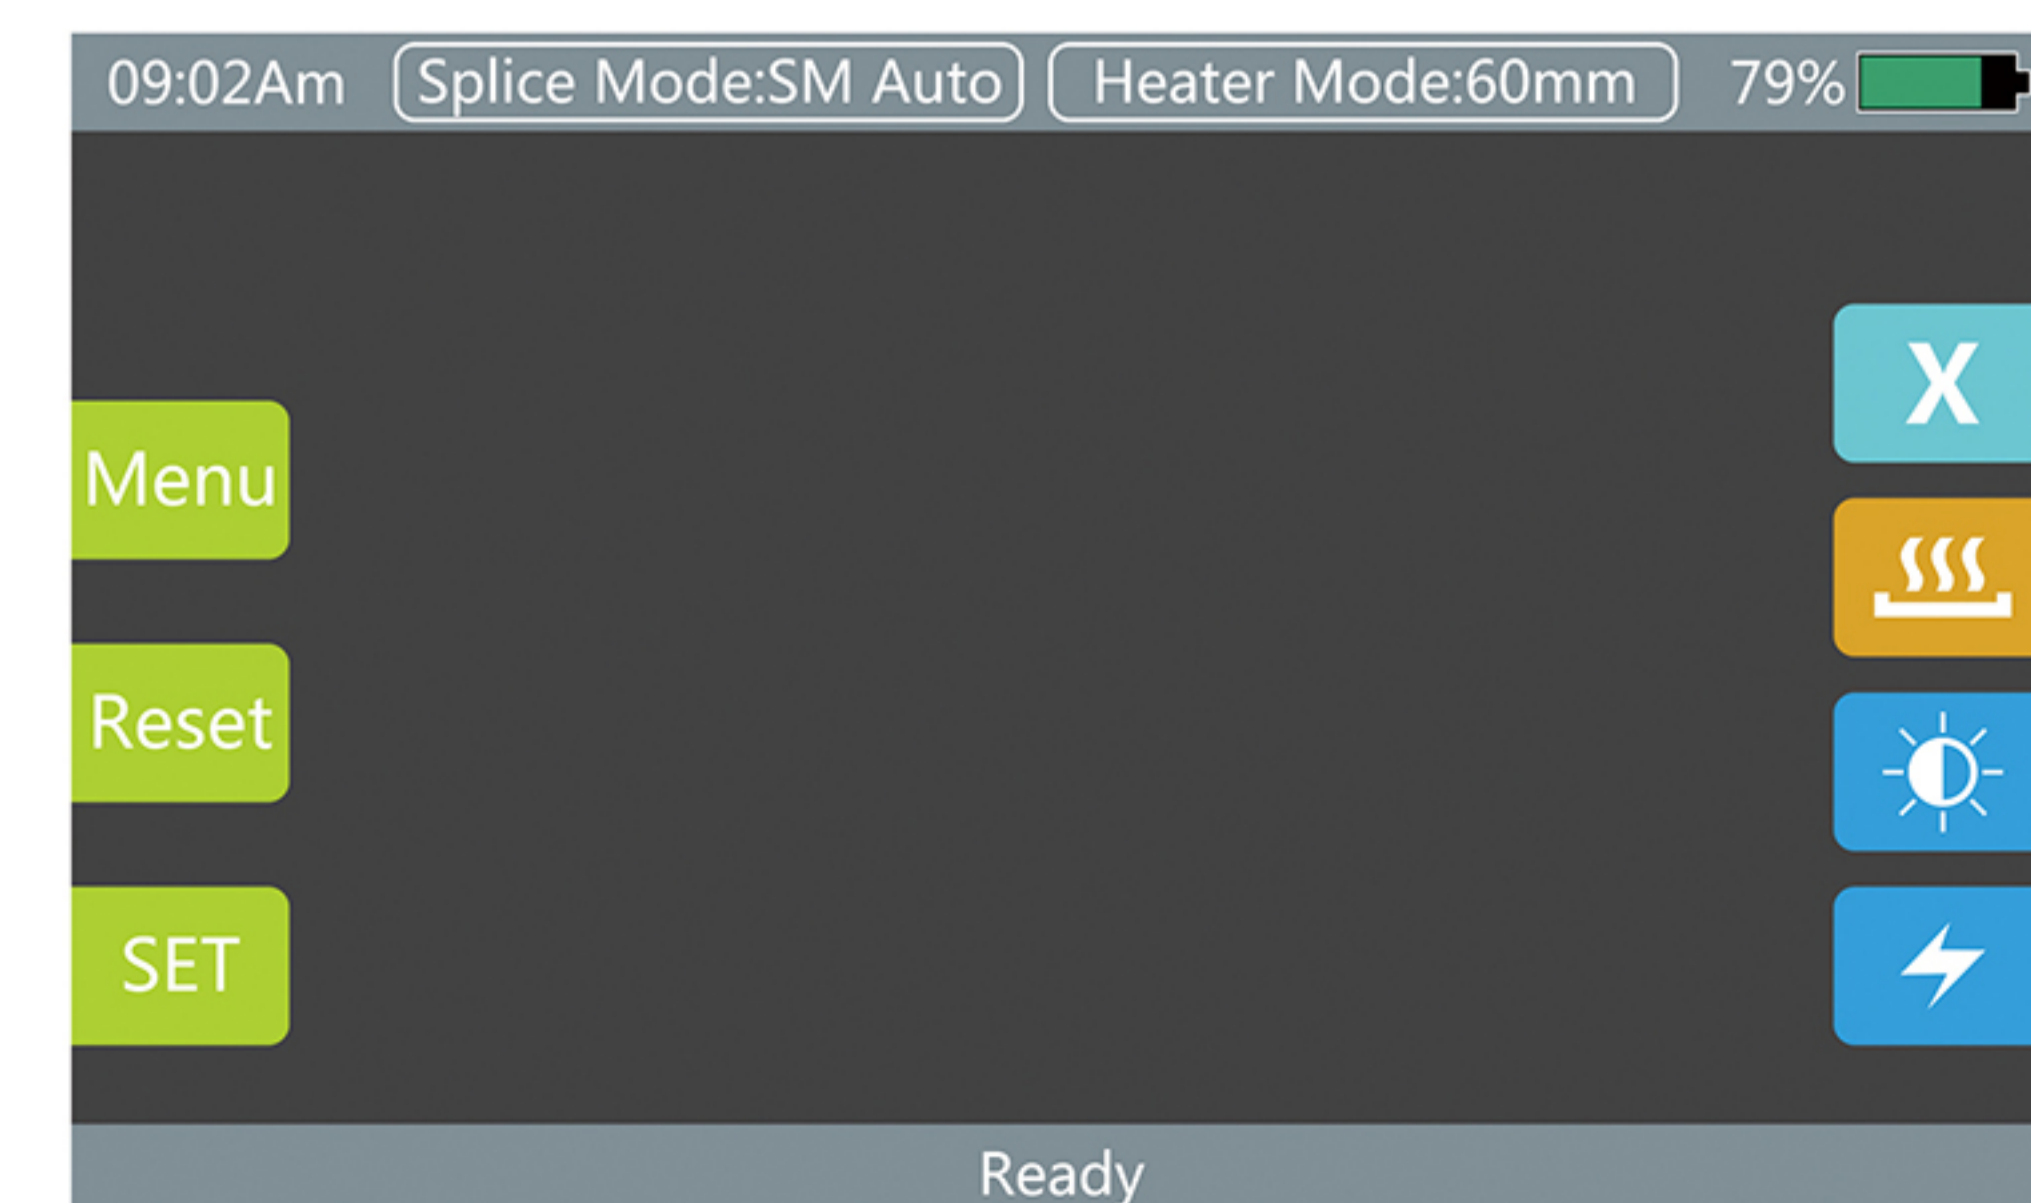 09:02Am Splice Mode:SM Auto Heater Mode:60mm 79%
X
Menu
Reset
SET
Ready